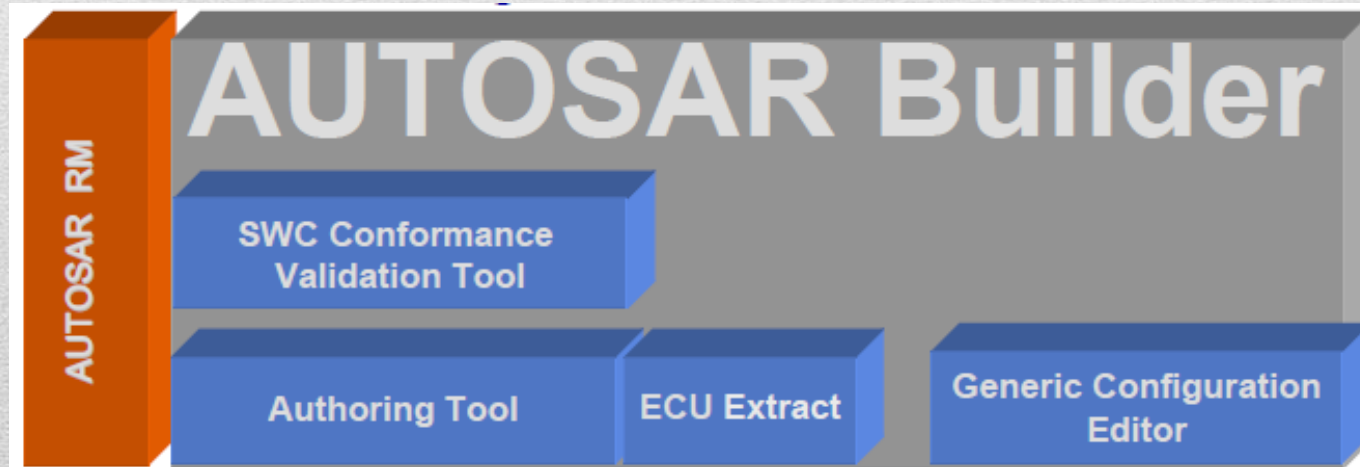 AUTOSAR Builder
AUTOSAR RM
SWC Conformance
Validation Tool
Authoring Tool
ECU Extract
Generic Configuration
Editor